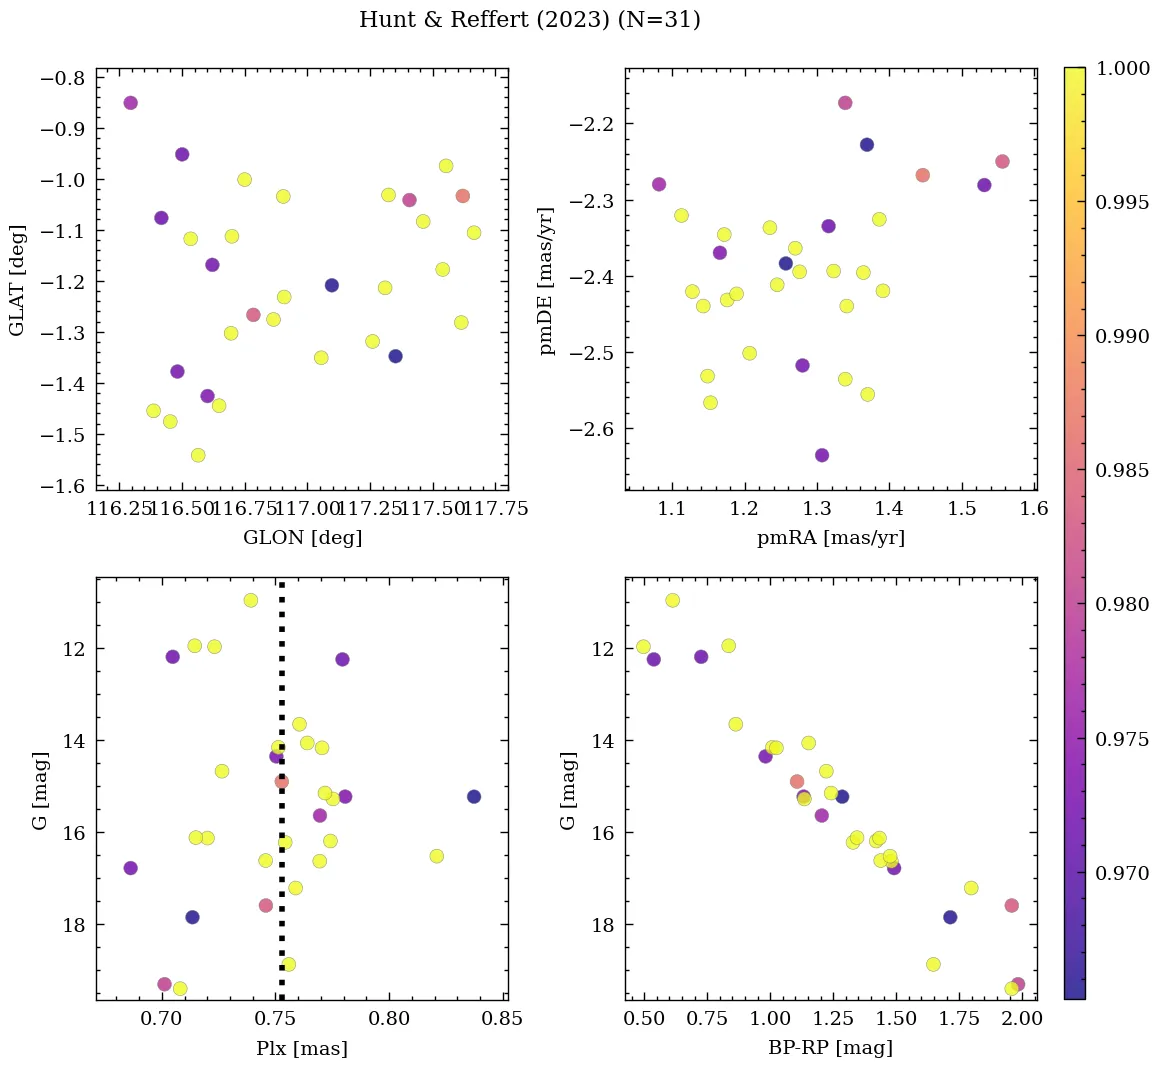 Hunt & Reffert (2023) (N=31)
−0.8
−0.9
−1.0
−1.1
−1.2
−1.3
−1.4
−1.5
−1.6
GLAT [deg]
116.25 116.50 116.75 117.00 117.25 117.50 117.75
GLON [deg]
−2.2
−2.3
−2.4
−2.5
−2.6
pmDE [mas/yr]
1.1 1.2 1.3 1.4 1.5 1.6
pmRA [mas/yr]
12
14
16
18
G [mag]
0.70 0.75 0.80 0.85
Plx [mas]
12
14
16
18
G [mag]
0.50 0.75 1.00 1.25 1.50 1.75 2.00
BP-RP [mag]
1.000
0.995
0.990
0.985
0.980
0.975
0.970